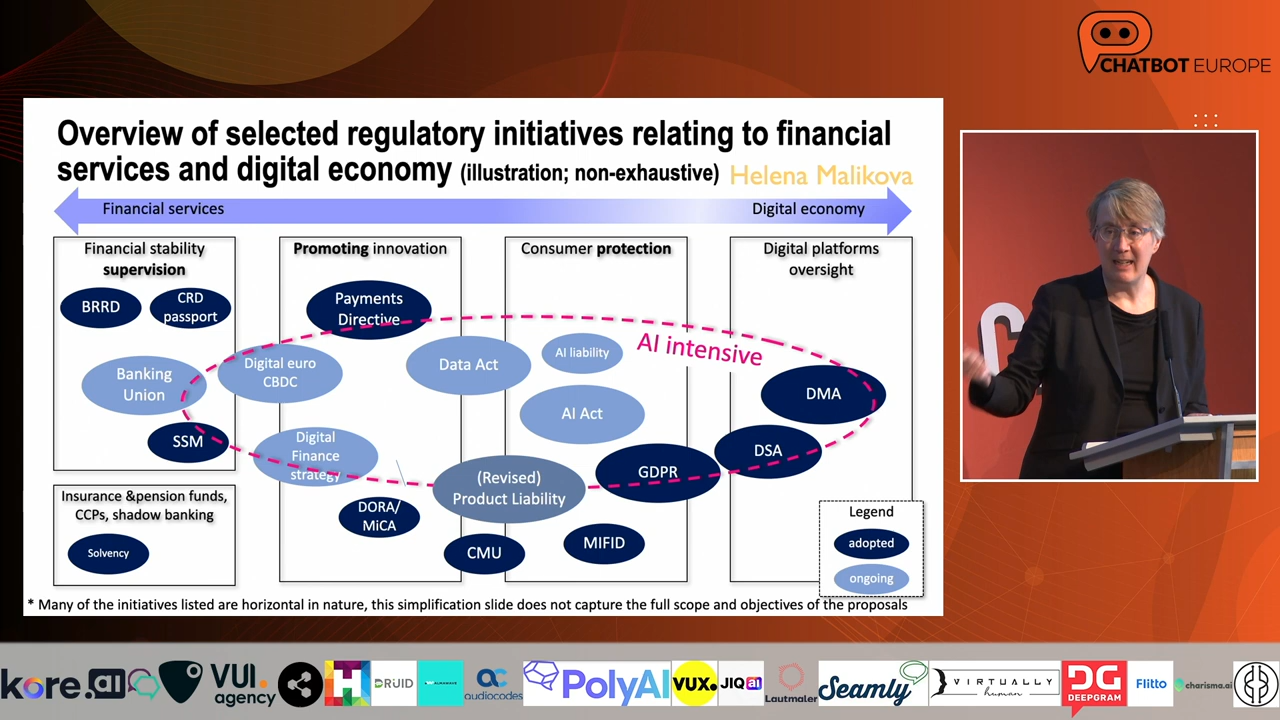 CHATBOT EUROPE
Overview of selected regulatory initiatives relating to financial
services and digital economy (illustration; non-exhaustive)
Helena Malikova
Financial services
Digital economy
Financial stability
supervision
BRRD
CRD
passport
Banking
Union
SSM
Insurance &pension funds,
CCPs, shadow banking
Solvency
Promoting innovation
Payments
Directive
Digital euro
CBDC
Data Act
Digital
Finance
strategy
DORA/
MiCA
(Revised)
Product Liability
CMU
Consumer protection
AI liability
AI intensive
AI Act
GDPR
MIFID
Digital platforms
oversight
DMA
DSA
Legend
adopted
ongoing
* Many of the initiatives listed are horizontal in nature, this simplification slide does not capture the full scope and objectives of the proposals
kore.ai
VUI.
agency
H
DRUID
ac
audiocodes
PolyAI
VUX.
JIQ ai
Lautmaler
Seamly
VIRTUALLY
human
DG
DEEPGRAM
Flitto
charisma.ai